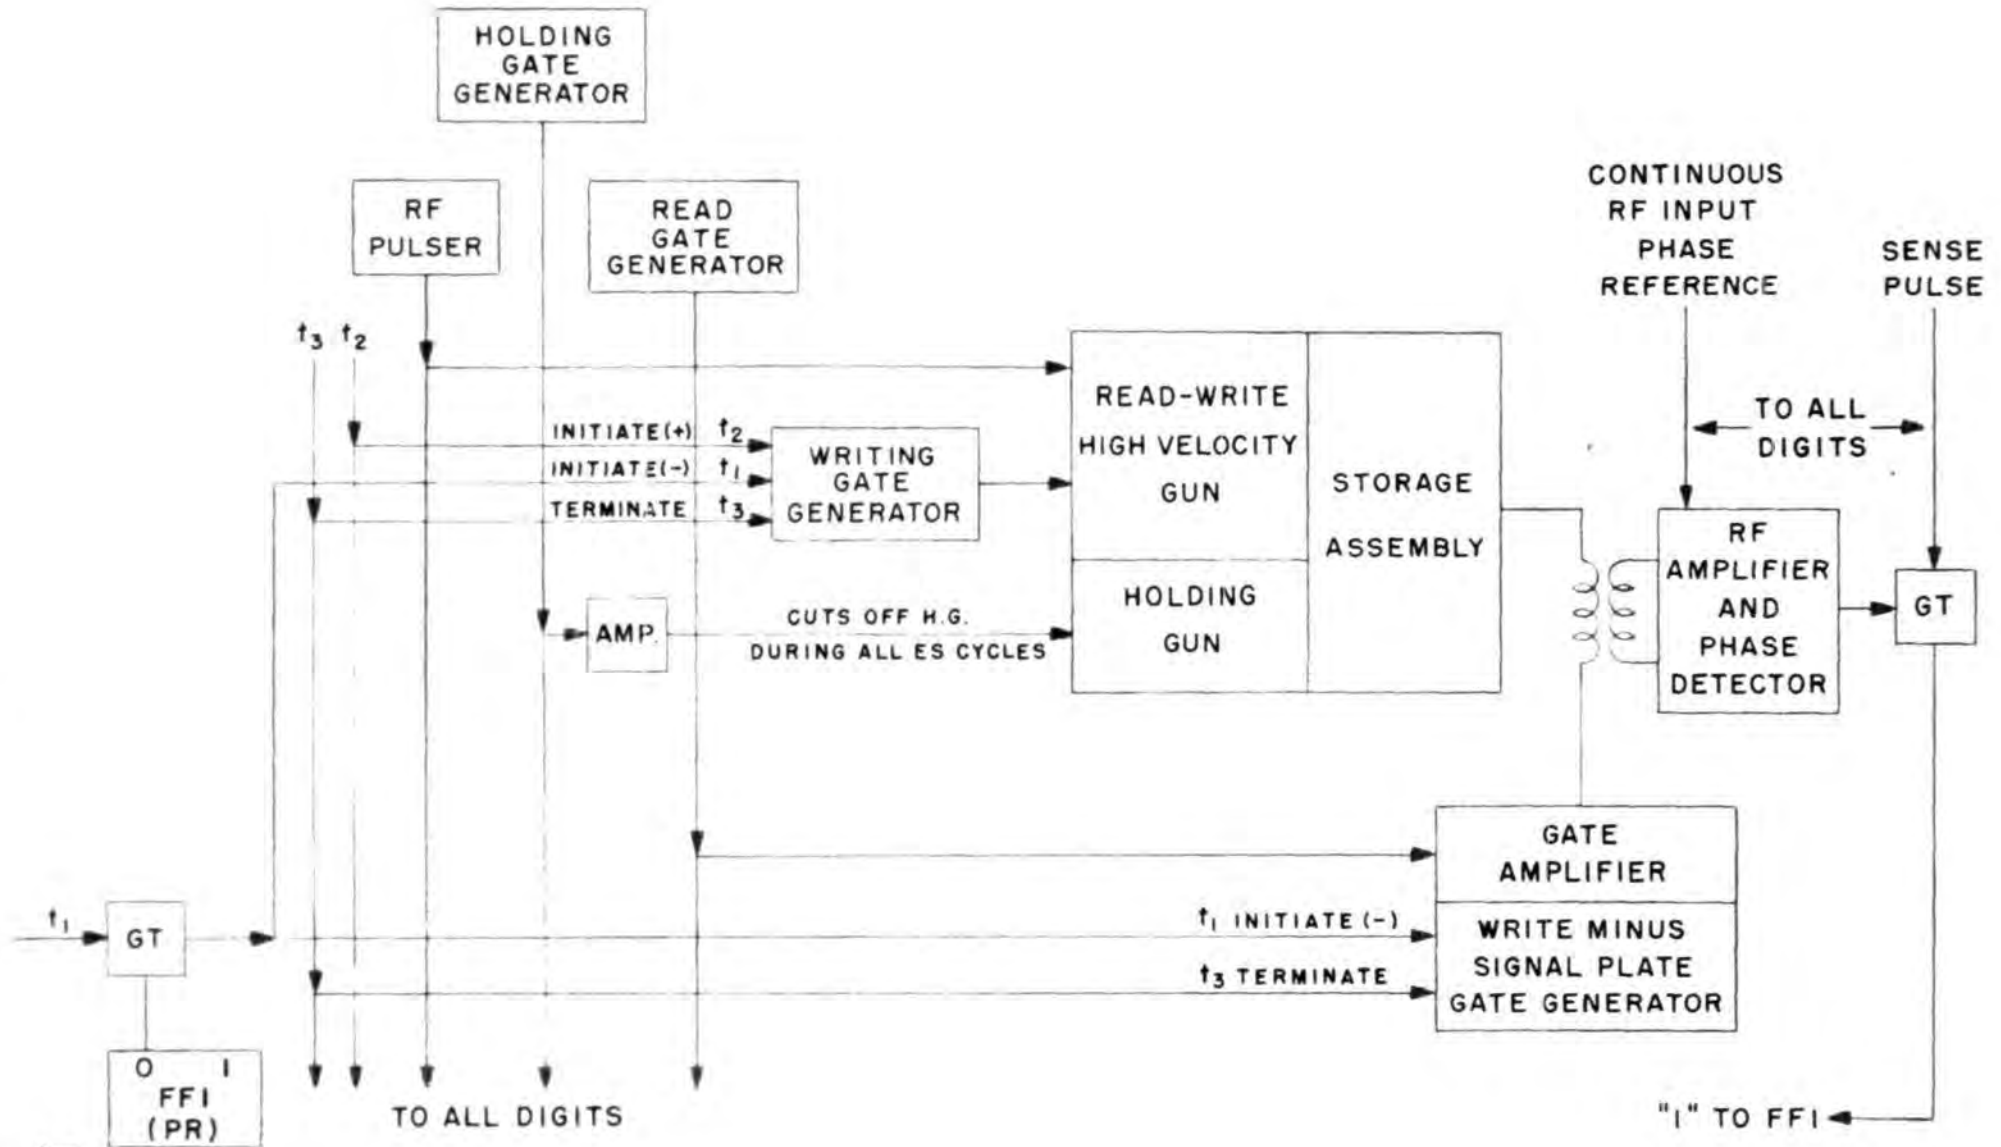 HOLDING
GATE
GENERATOR
RF
PULSER
READ
GATE
GENERATOR
CONTINUOUS
RF INPUT
PHASE
REFERENCE
SENSE
PULSE
t3 t2
TO ALL
DIGITS
INITIATE(+) t2
INITIATE(-) t1
TERMINATE t3
WRITING
GATE
GENERATOR
READ-WRITE
HIGH VELOCITY
GUN
STORAGE
ASSEMBLY
HOLDING
GUN
RF
AMPLIFIER
AND
PHASE
DETECTOR
GT
AMP.
CUTS OFF H.G.
DURING ALL ES CYCLES
GATE
AMPLIFIER
t1 INITIATE (-)
t3 TERMINATE
WRITE MINUS
SIGNAL PLATE
GATE GENERATOR
t1
GT
0 1
FF1
(PR)
TO ALL DIGITS
"1" TO FF1